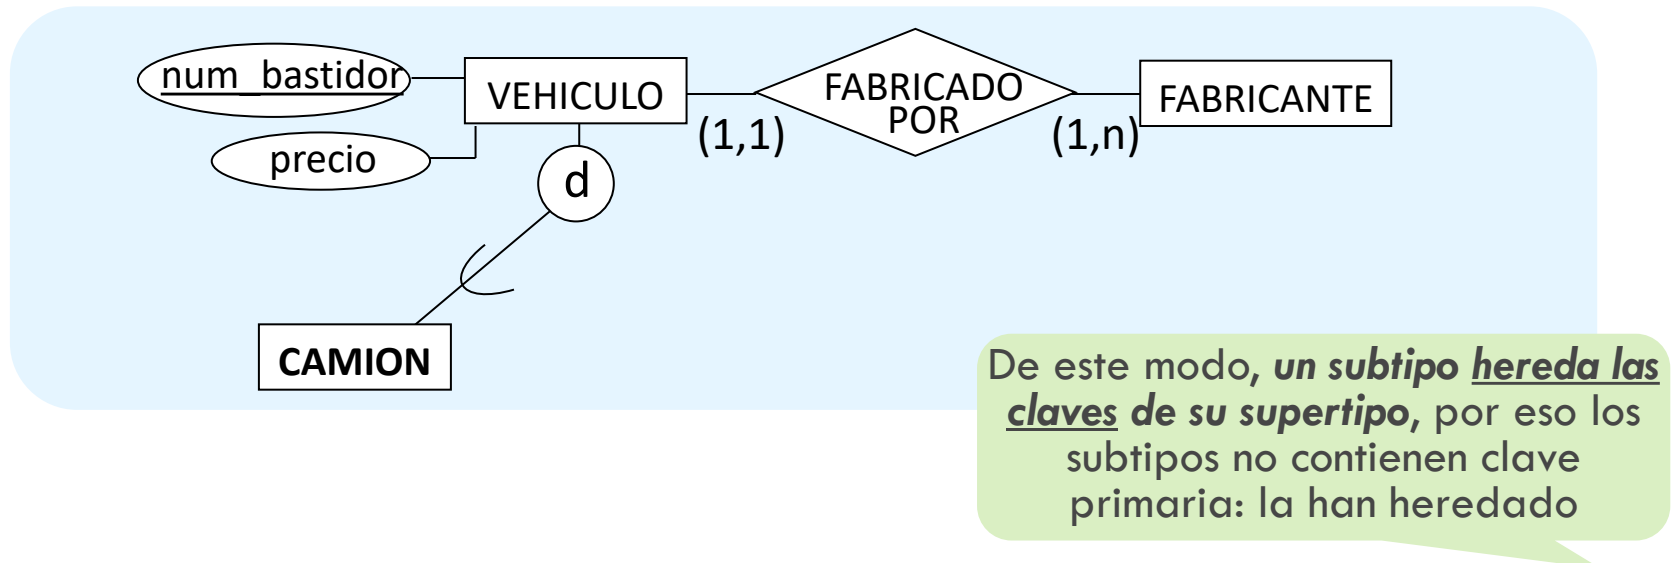 num_bastidor
VEHICULO
FABRICADO
POR
FABRICANTE
(1,1)
(1,n)
precio
d
CAMION
De este modo, un subtipo hereda las
claves de su supertipo, por eso los
subtipos no contienen clave
primaria: la han heredado